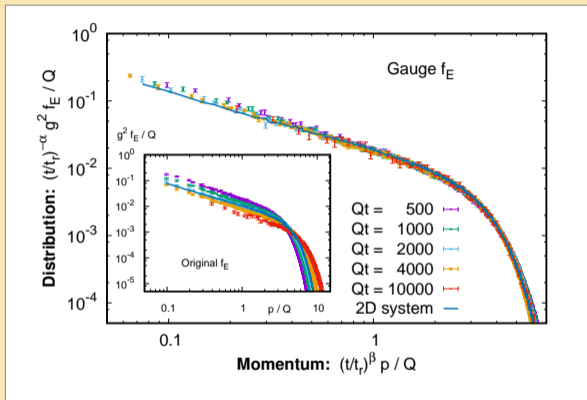 10^0
Gauge f_E
10^-1
Distribution: (t/t_r)^-α g^2 f_E / Q
g^2 f_E / Q
10^0
10^-1
10^-2
10^-2
10^-3
Qt = 500
Qt = 1000
10^-3
10^-4
Original f_E
Qt = 2000
Qt = 4000
10^-5
Qt = 10000
10^-4
0.1 1 p / Q 10
2D system
0.1 1
Momentum: (t/t_r)^β p / Q